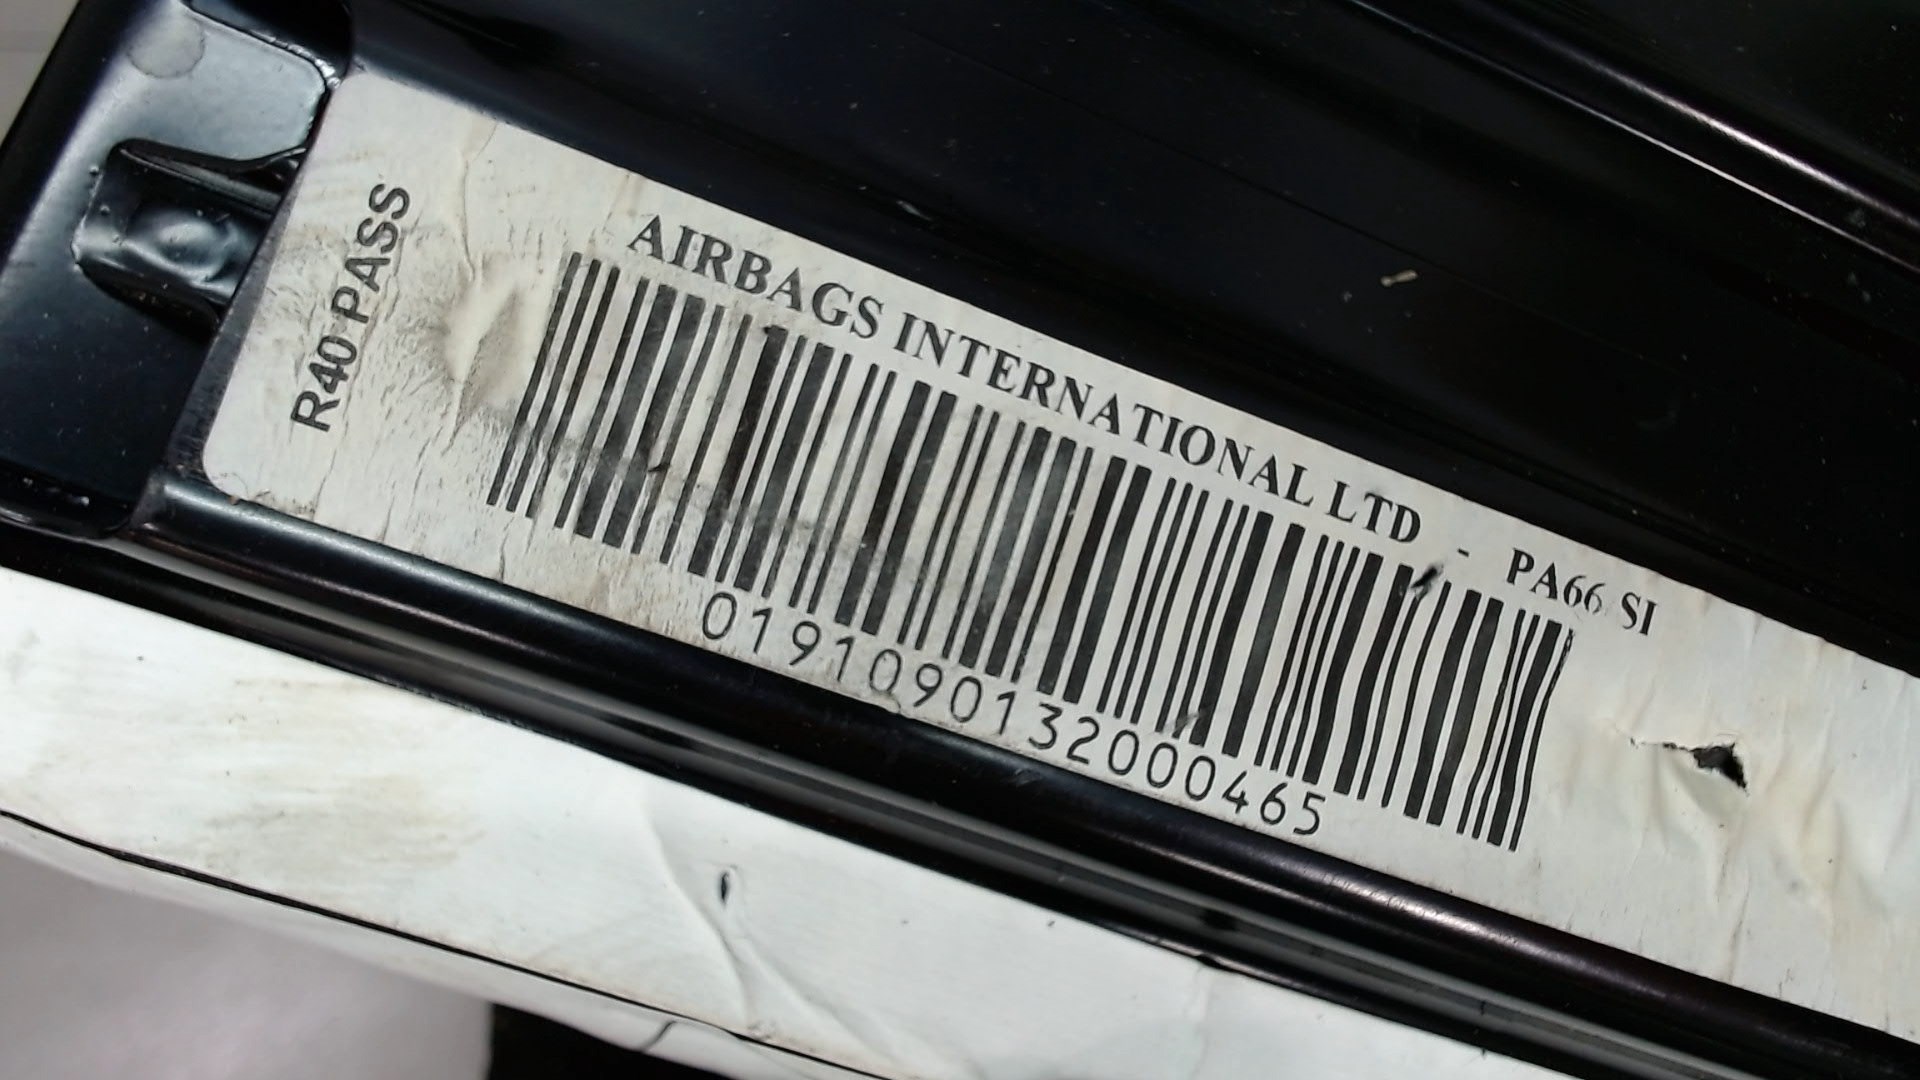 R40 PASS
AIRBAGS INTERNATIONAL LTD - PA66 SI
0191090132000465